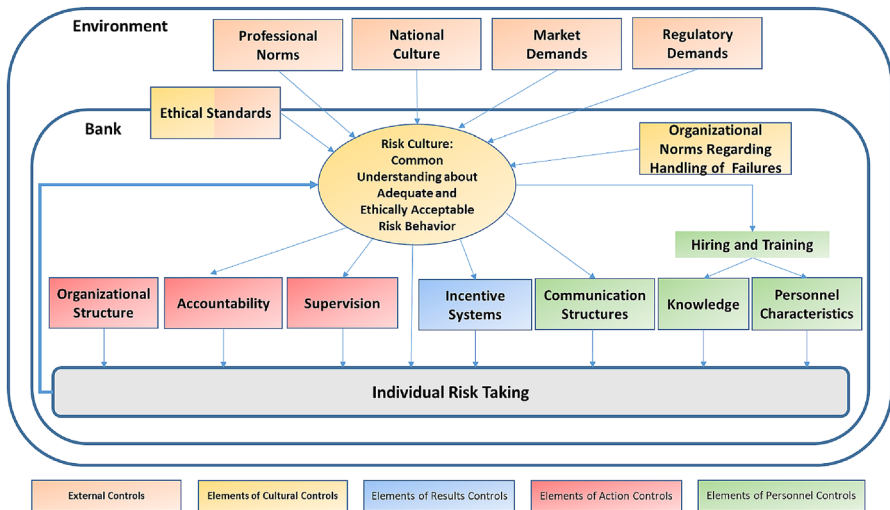 Environment
Professional
Norms
National
Culture
Market
Demands
Regulatory
Demands
Ethical Standards
Bank
Risk Culture:
Common
Understanding about
Adequate and
Ethically Acceptable
Risk Behavior
Organizational
Norms Regarding
Handling of Failures
Hiring and Training
Organizational
Structure
Accountability
Supervision
Incentive
Systems
Communication
Structures
Knowledge
Personnel
Characteristics
Individual Risk Taking
External Controls
Elements of Cultural Controls
Elements of Results Controls
Elements of Action Controls
Elements of Personnel Controls